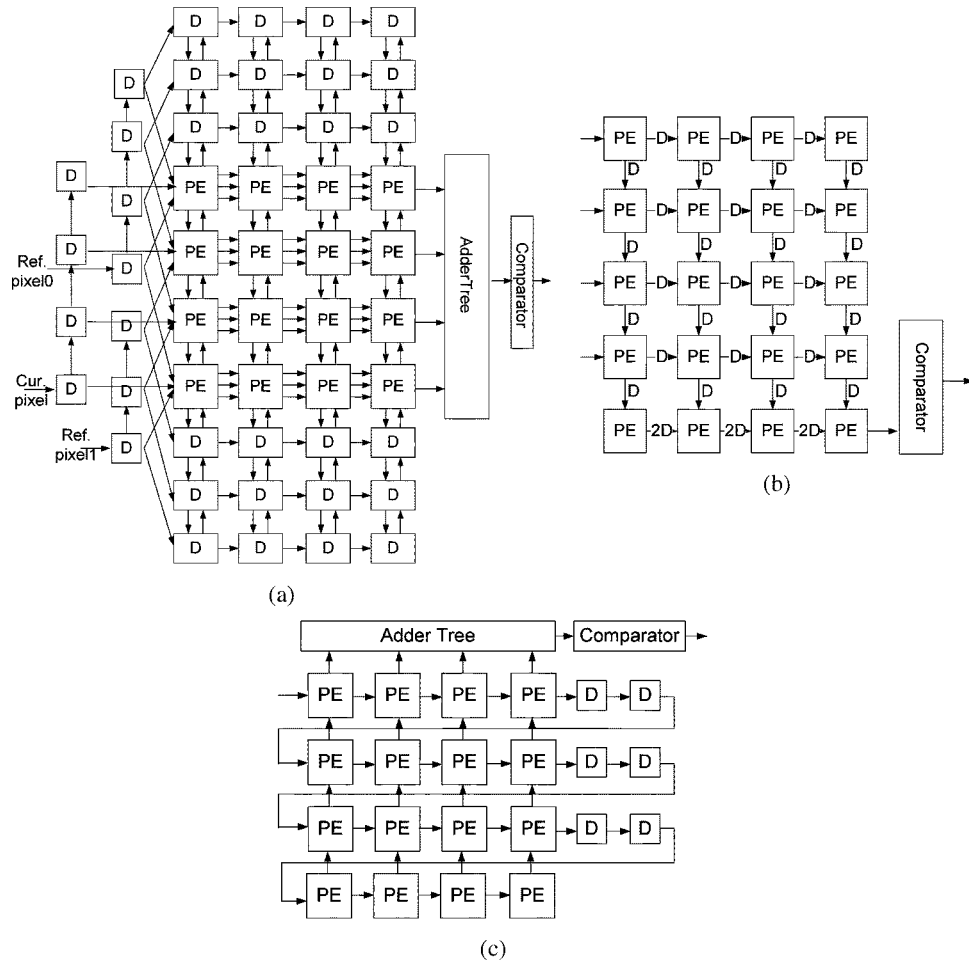 D D D D
D D D D D
D D D D D
D PE PE PE PE
D
D PE PE PE PE
Ref.
pixel0
D
D D PE PE PE PE
Cur.
pixel
D D PE PE PE PE
Ref.
pixel1
D D D D D
D D D D
D D D D
AdderTree
Comparator
(a)
PE D PE D PE D PE
D D D D
PE D PE D PE D PE
D D D D
PE D PE D PE D PE
D D D D
PE D PE D PE D PE
D D D D
PE 2D PE 2D PE 2D PE
Comparator
(b)
Adder Tree Comparator
PE PE PE PE D D
PE PE PE PE D D
PE PE PE PE D D
PE PE PE PE
(c)